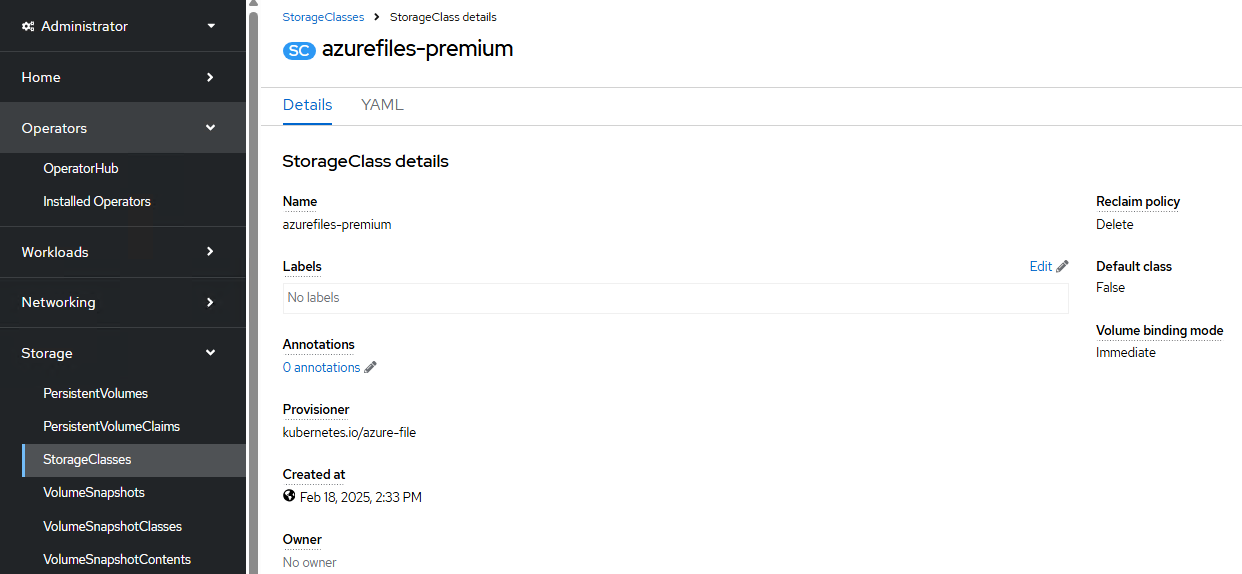 Administrator
Home
Operators
OperatorHub
Installed Operators
Workloads
Networking
Storage
PersistentVolumes
PersistentVolumeClaims
StorageClasses
VolumeSnapshots
VolumeSnapshotClasses
VolumeSnapshotContents
StorageClasses > StorageClass details
SC azurefiles-premium
Details YAML
StorageClass details
Name
azurefiles-premium
Labels Edit
No labels
Annotations
0 annotations
Provisioner
kubernetes.io/azure-file
Created at
Feb 18, 2025, 2:33 PM
Owner
No owner
Reclaim policy
Delete
Default class
False
Volume binding mode
Immediate